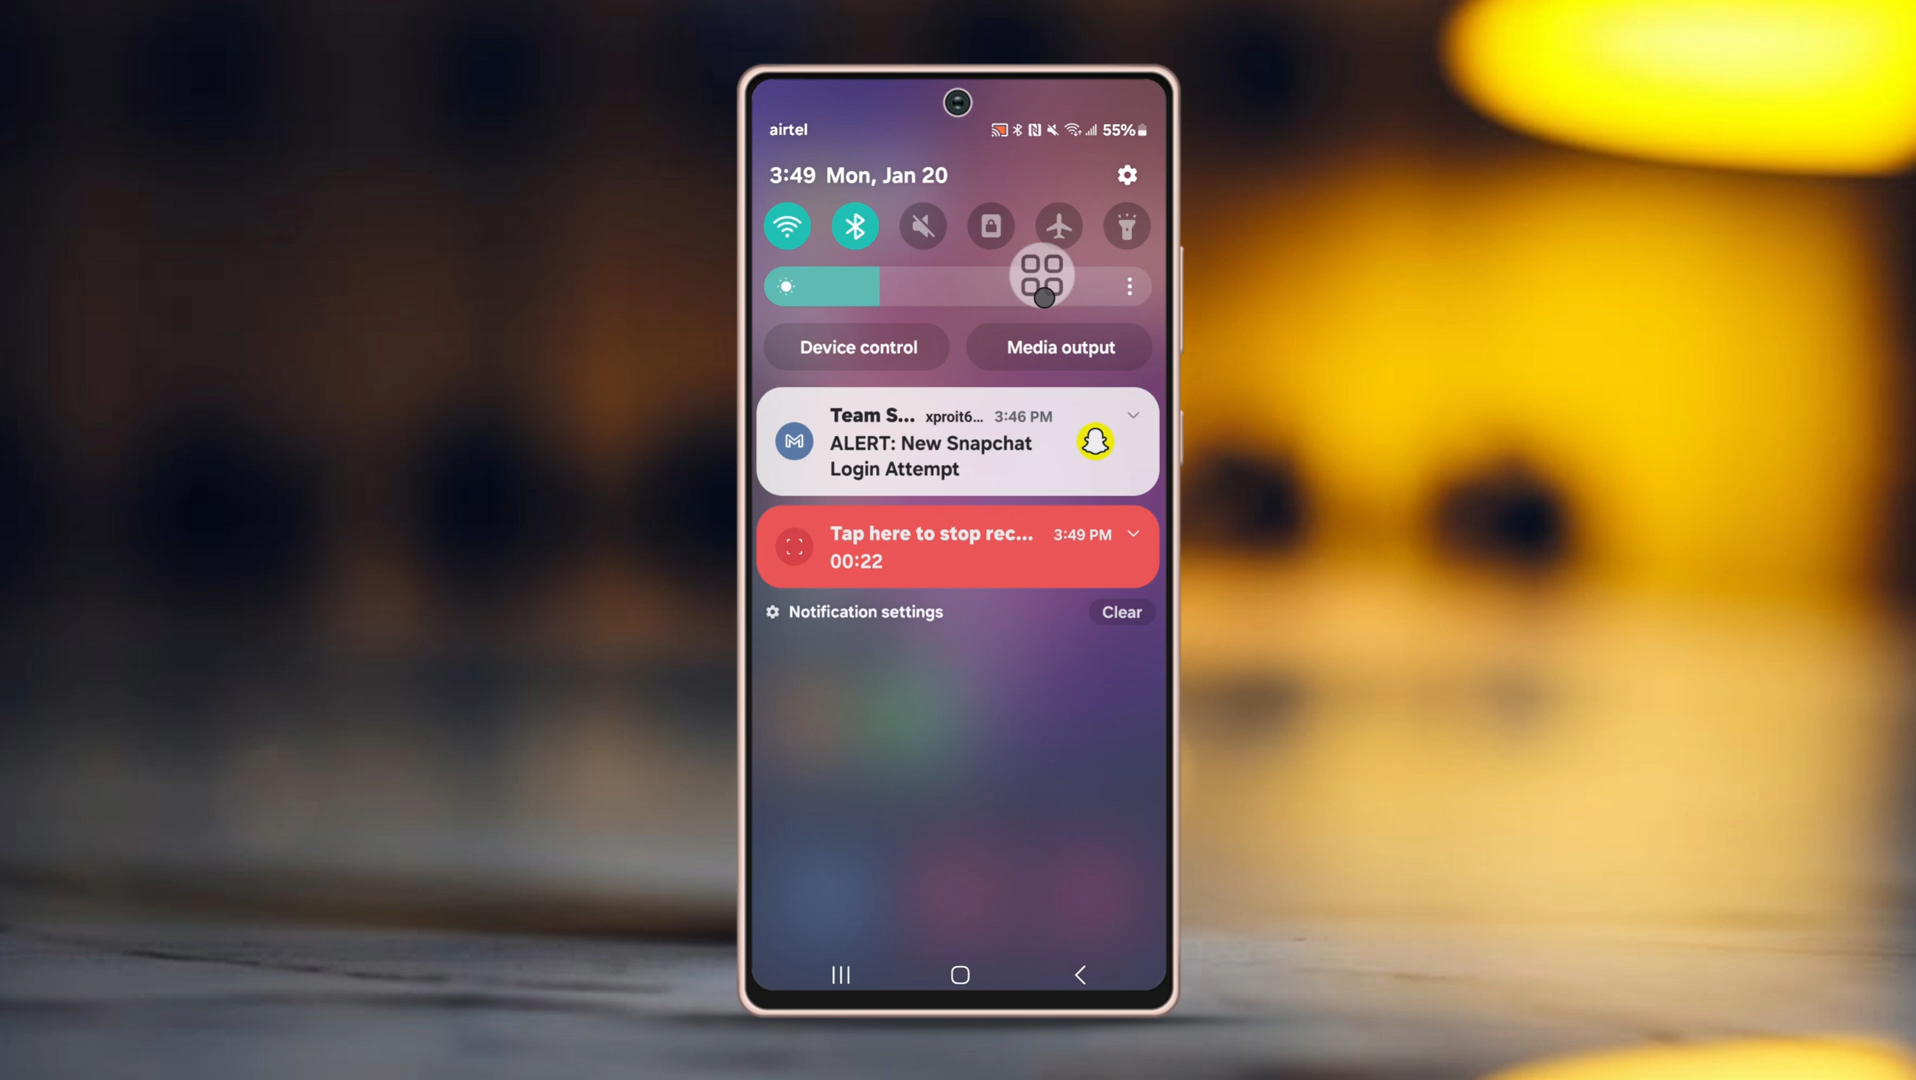 airtel
55%
3:49 Mon, Jan 20
Device control
Media output
Team S... xproit6... 3:46 PM
ALERT: New Snapchat
Login Attempt
Tap here to stop rec... 3:49 PM
00:22
Notification settings
Clear